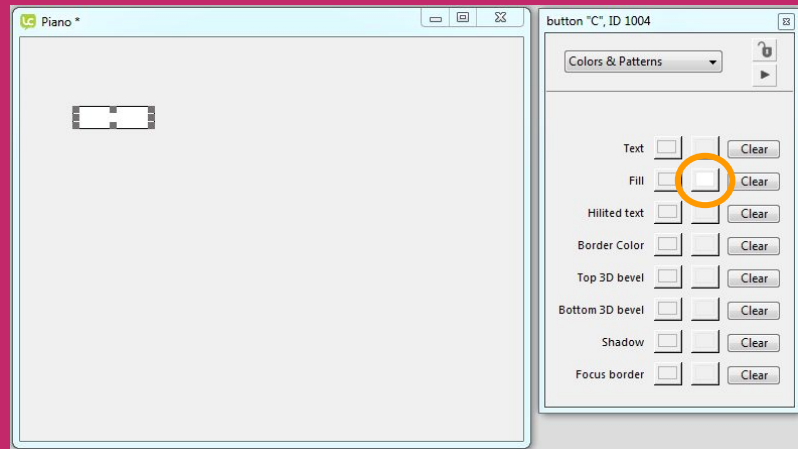 LC Piano *
button "C", ID 1004
Colors & Patterns
Text Clear
Fill Clear
Hilited text Clear
Border Color Clear
Top 3D bevel Clear
Bottom 3D bevel Clear
Shadow Clear
Focus border Clear